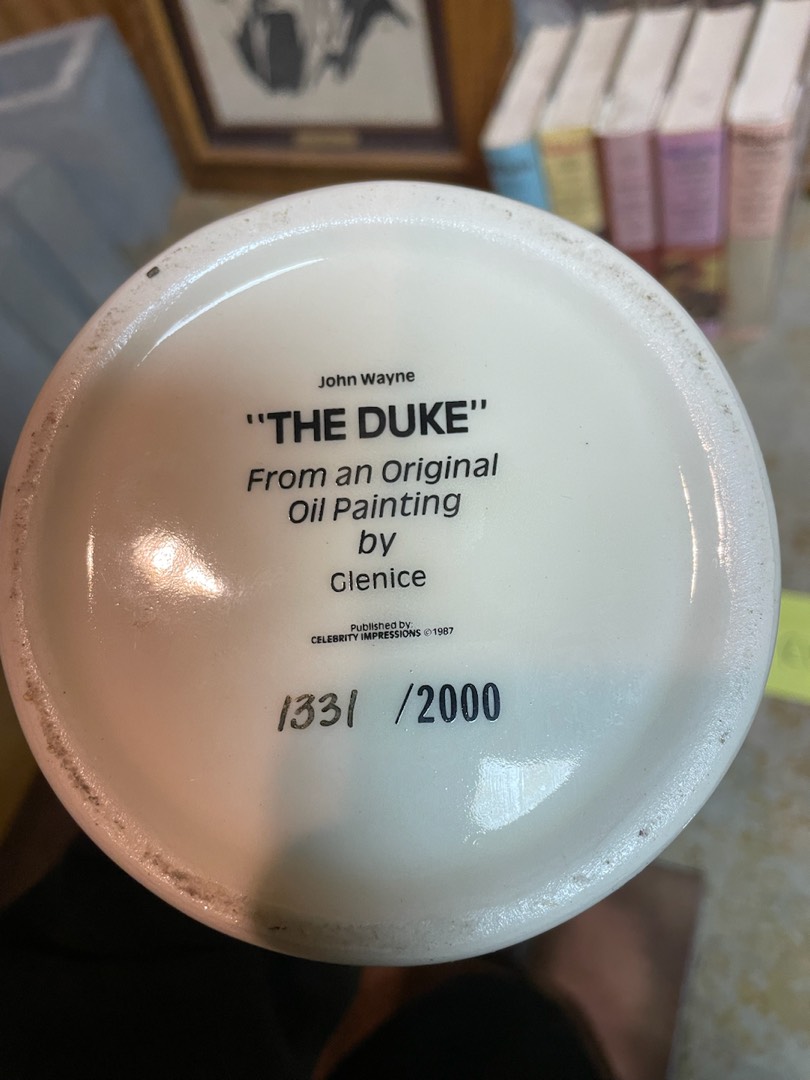 John Wayne
"THE DUKE"
From an Original
Oil Painting
by
Glenice
Published by:
CELEBRITY IMPRESSIONS ©1987
1331 /2000